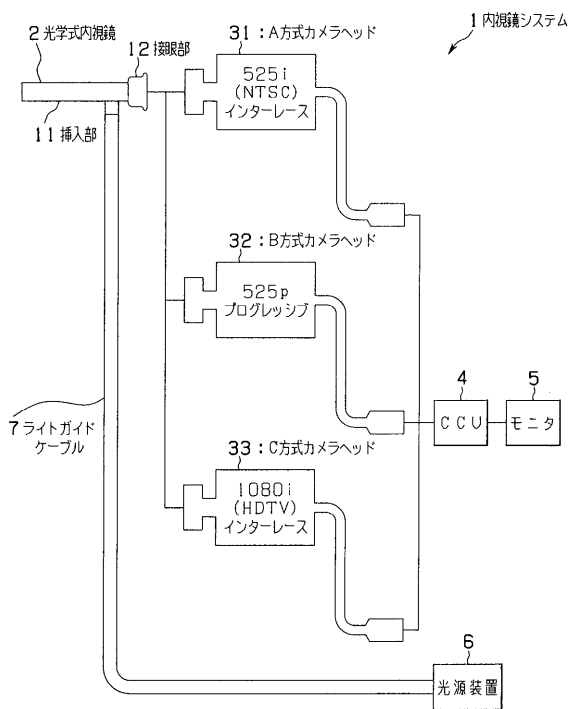 1 内視鏡システム
2 光学式内視鏡
12 接眼部
11 挿入部
31:A方式カメラヘッド
525i
(NTSC)
インターレース
32:B方式カメラヘッド
525p
プログレッシブ
4
5
CCU
モニタ
7 ライトガイド
ケーブル
33:C方式カメラヘッド
1080i
(HDTV)
インターレース
6
光源装置